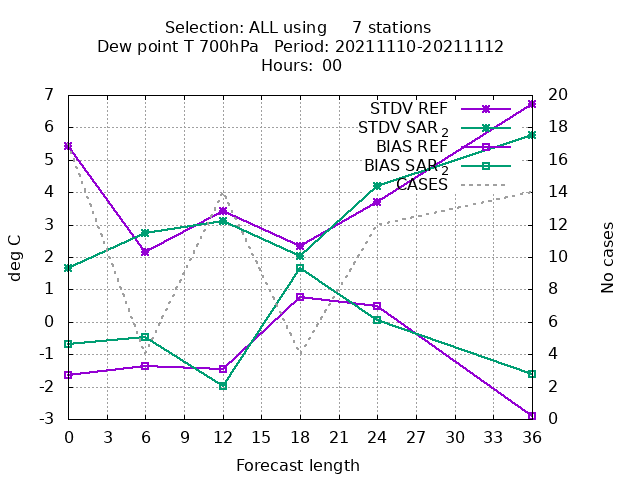 Selection: ALL using     7 stations
Dew point T 700hPa   Period: 20211110-20211112
Hours: 00
7 20
STDV REF
6 STDV SAR2 18
BIAS REF
5 BIAS SAR2 16
CASES
4 14
3 12
2 10
1 8
0 6
-1 4
-2 2
-3 0
deg C
No cases
0 3 6 9 12 15 18 21 24 27 30 33 36
Forecast length